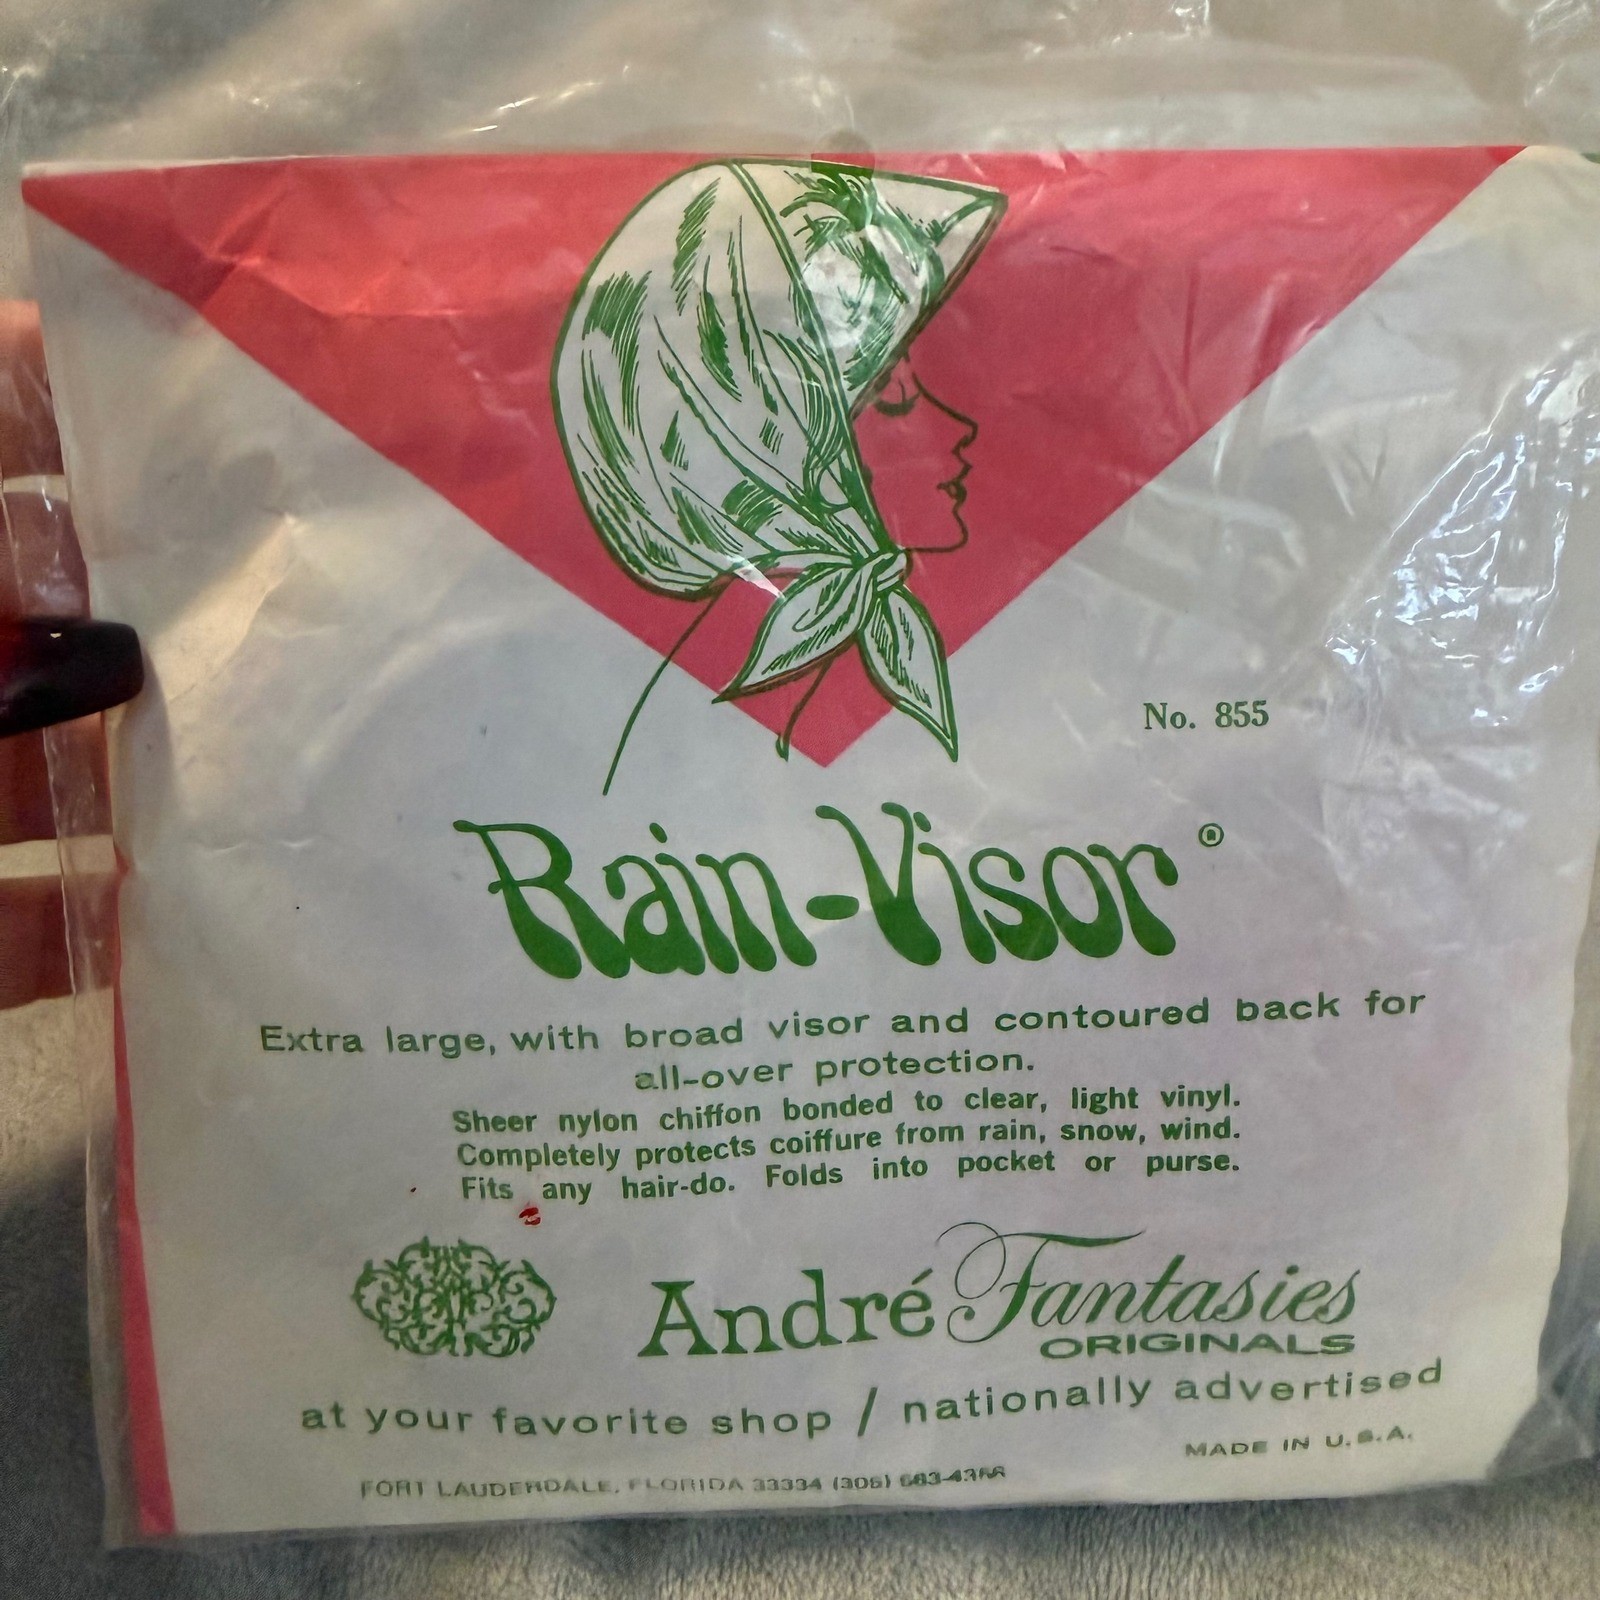 No. 855
Rain-Visor ®
Extra large, with broad visor and contoured back for
all-over protection.
Sheer nylon chiffon bonded to clear, light vinyl.
Completely protects coiffure from rain, snow, wind.
Fits any hair-do. Folds into pocket or purse.
André Fantasies
ORIGINALS
at your favorite shop / nationally advertised
MADE IN U.S.A.
FORT LAUDERDALE, FLORIDA 33334 (305)